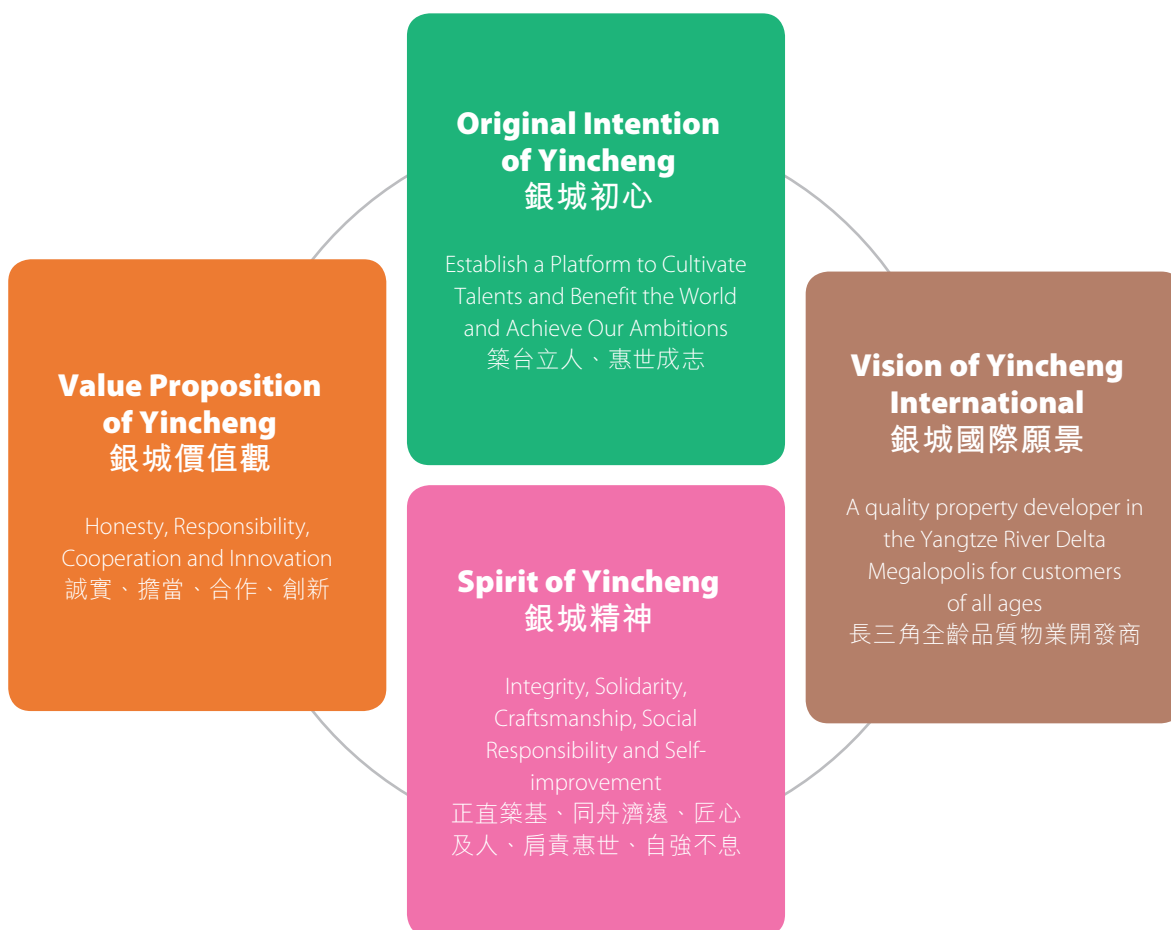 Original Intention
of Yincheng
銀城初心
Establish a Platform to Cultivate
Talents and Benefit the World
and Achieve Our Ambitions
築台立人、惠世成志
Value Proposition
of Yincheng
銀城價值觀
Honesty, Responsibility,
Cooperation and Innovation
誠實、擔當、合作、創新
Vision of Yincheng
International
銀城國際願景
A quality property developer in
the Yangtze River Delta
Megalopolis for customers
of all ages
長三角全齡品質物業開發商
Spirit of Yincheng
銀城精神
Integrity, Solidarity,
Craftsmanship, Social
Responsibility and Self-
improvement
正直築基、同舟濟遠、匠心
及人、肩責惠世、自強不息